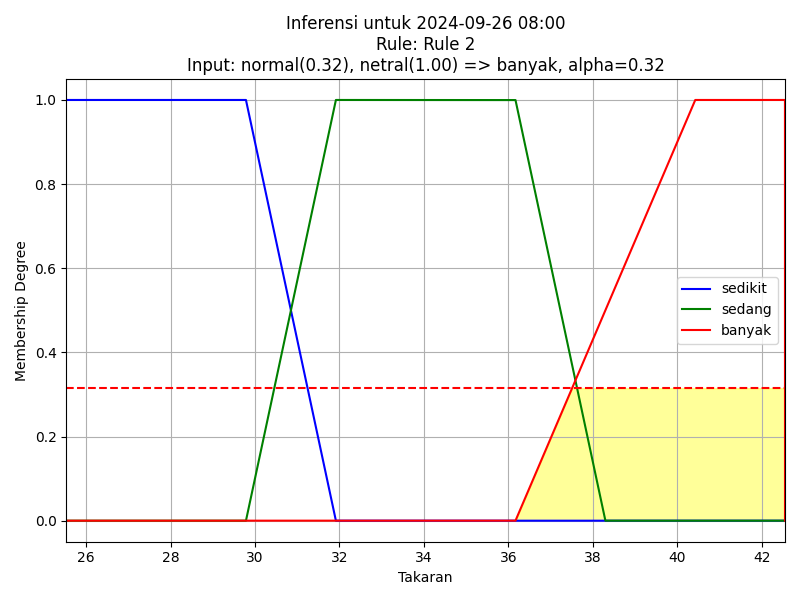 Inferensi untuk 2024-09-26 08:00
Rule: Rule 2
Input: normal(0.32), netral(1.00) => banyak, alpha=0.32
1.0
0.8
0.6
0.4
0.2
0.0
Membership Degree
sedikit
sedang
banyak
26 28 30 32 34 36 38 40 42
Takaran